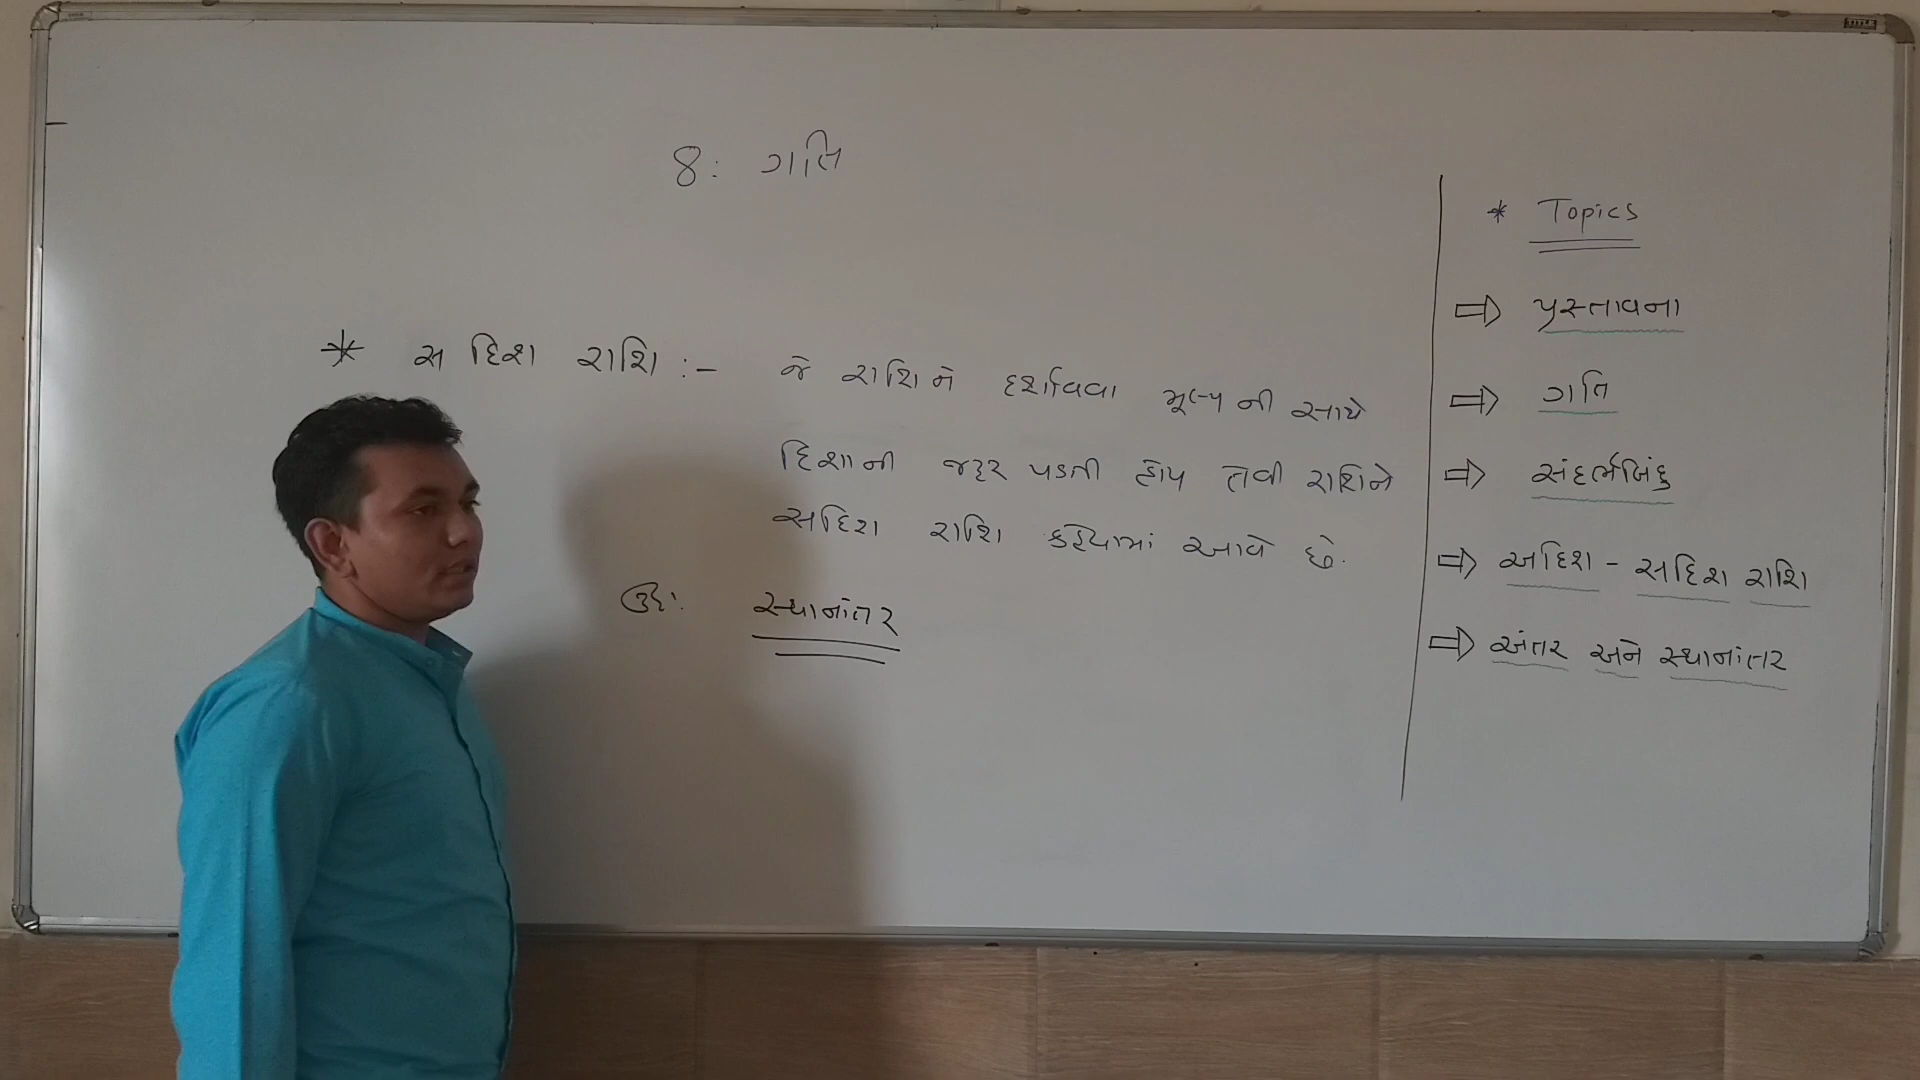 8: ગતિ
* સદિશ રાશિ :- જે રાશિને દર્શાવવા મૂલ્યની સાથે
દિશાની જરૂર પડતી હોય તેવી રાશિને
સદિશ રાશિ કહેવામાં આવે છે.
ઉદા: સ્થાનાંતર
* Topics
⇒ પ્રસ્તાવના
⇒ ગતિ
⇒ સંદર્ભબિંદુ
⇒ અદિશ - સદિશ રાશિ
⇒ અંતર અને સ્થાનાંતર